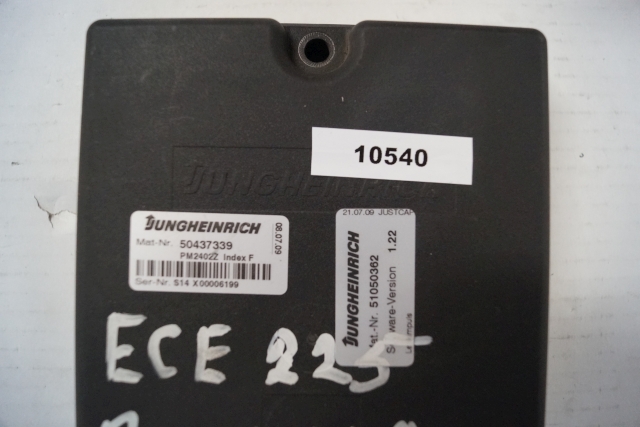 10540
JUNGHEINRICH
JUNGHEINRICH
08.07.09
Mat-Nr. 50437339
PM2402Z Index F
Ser-Nr. S14 X00006199
21.07.09 JUSTCAP
JUNGHEINRICH
Mat.-Nr. 51050362
Software-Version 1.22
ECE 225